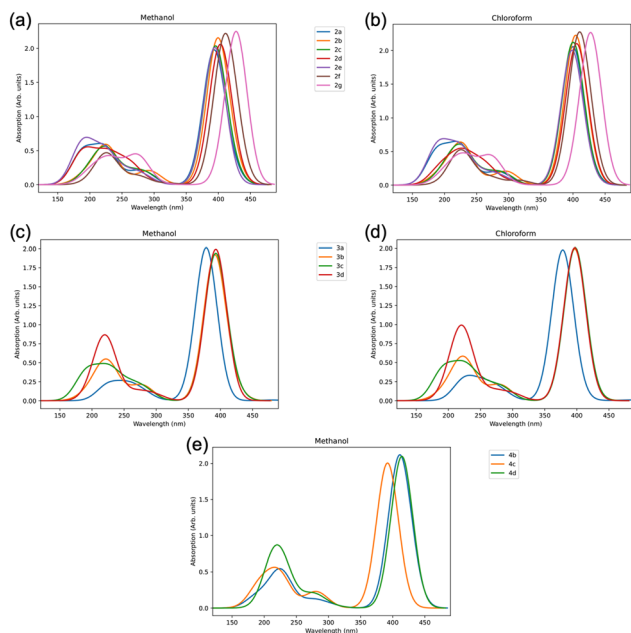 (a)
Methanol
Absorption (Arb. units)
2.0
1.5
1.0
0.5
0.0
150 200 250 300 350 400 450
Wavelength (nm)
2a
2b
2c
2d
2e
2f
2g
(b)
Chloroform
Absorption (Arb. units)
2.0
1.5
1.0
0.5
0.0
150 200 250 300 350 400 450
Wavelength (nm)
(c)
Methanol
Absorption (Arb. units)
2.00
1.75
1.50
1.25
1.00
0.75
0.50
0.25
0.00
150 200 250 300 350 400 450
Wavelength (nm)
3a
3b
3c
3d
(d)
Chloroform
Absorption (Arb. units)
2.00
1.75
1.50
1.25
1.00
0.75
0.50
0.25
0.00
150 200 250 300 350 400 450
Wavelength (nm)
(e)
Methanol
Absorption (Arb. units)
2.0
1.5
1.0
0.5
0.0
150 200 250 300 350 400 450
Wavelength (nm)
4b
4c
4d